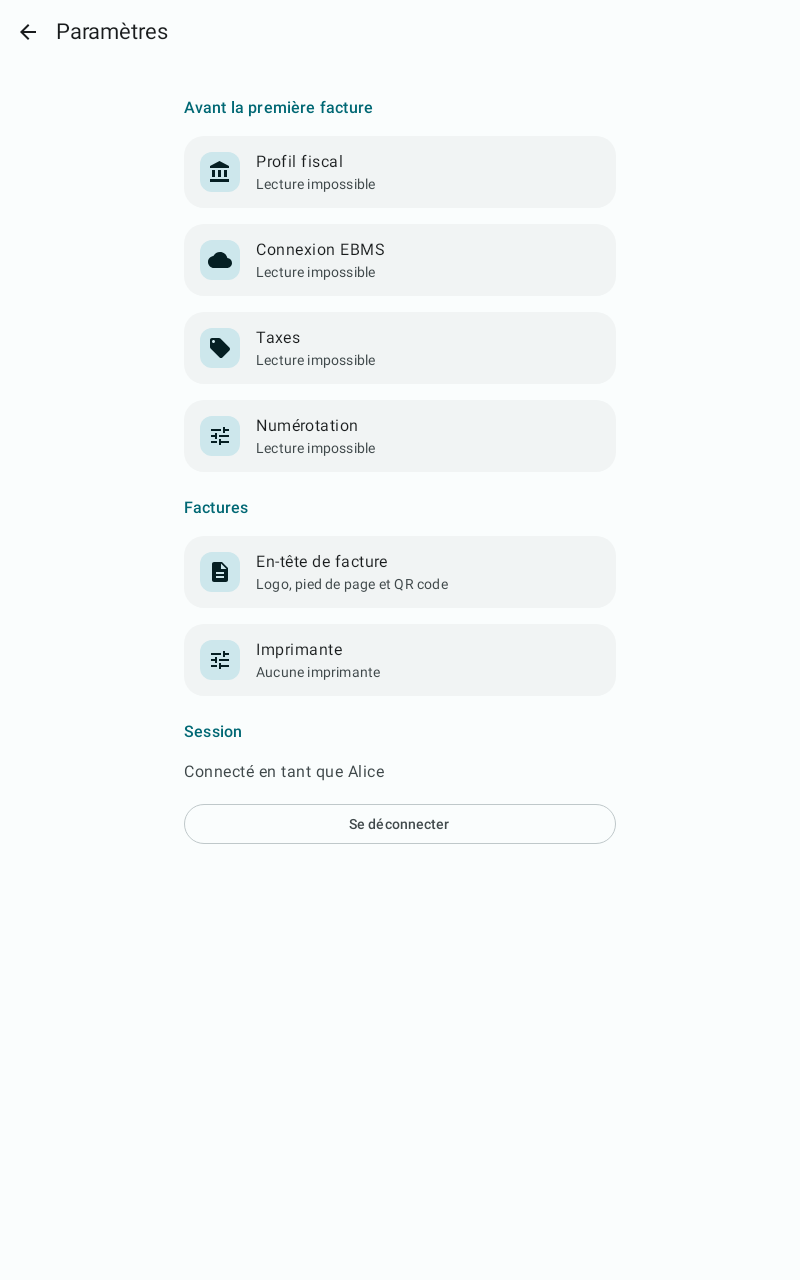 Paramètres
Avant la première facture
Profil fiscal
Lecture impossible
Connexion EBMS
Lecture impossible
Taxes
Lecture impossible
Numérotation
Lecture impossible
Factures
En-tête de facture
Logo, pied de page et QR code
Imprimante
Aucune imprimante
Session
Connecté en tant que Alice
Se déconnecter